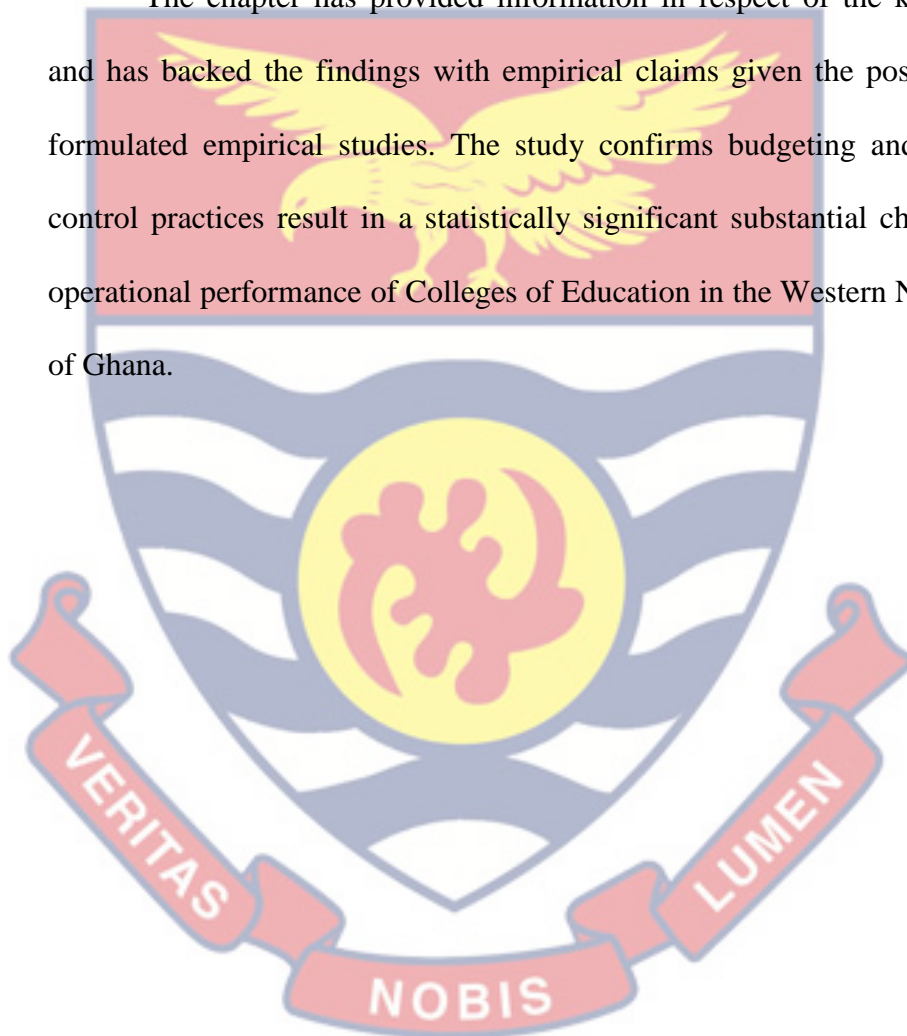 The chapter has provided information in respect of the
and has backed the findings with empirical claims given the
formulated empirical studies. The study confirms budgeting and
control practices result in a statistically significant substantial
operational performance of Colleges of Education in the Western
of Ghana.
VERITAS
NOBIS
LUMEN